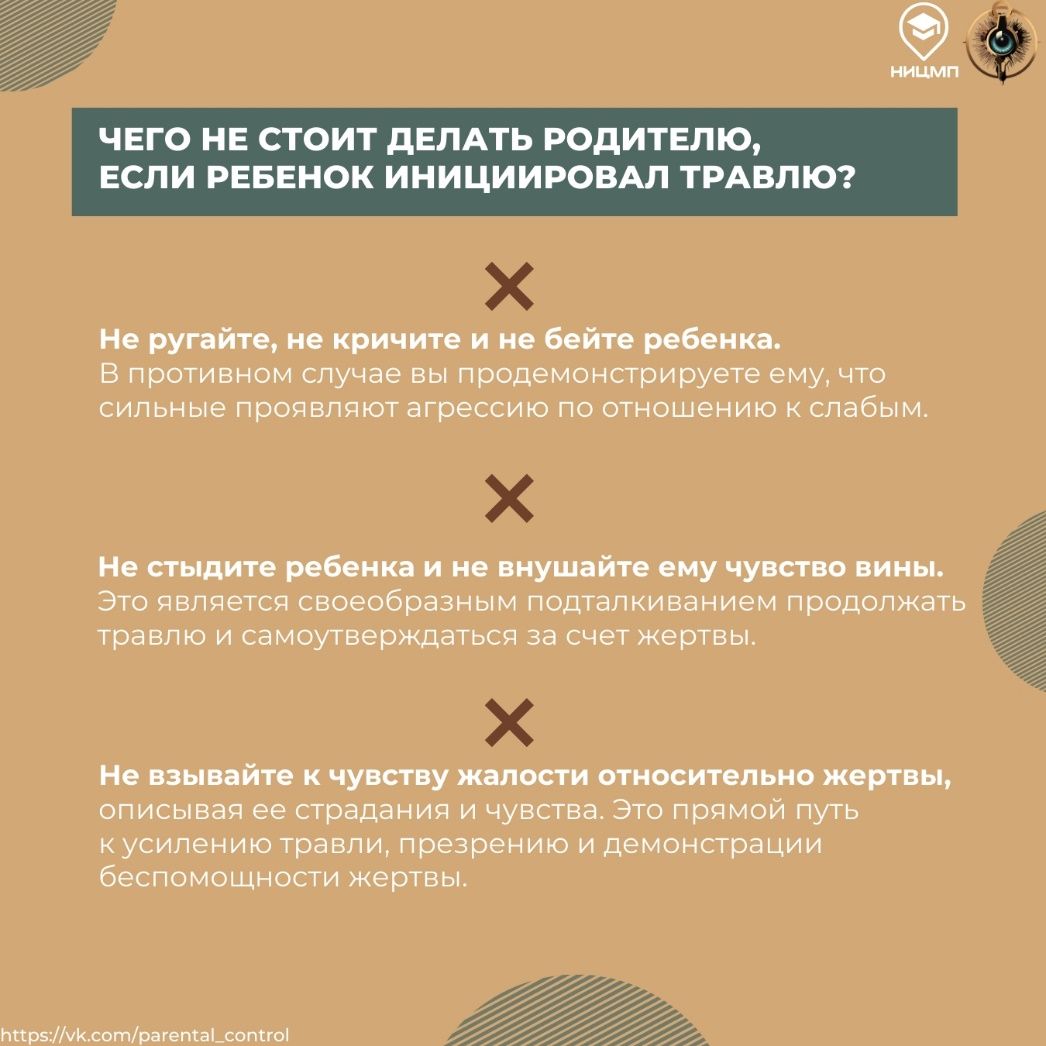 НИЦМП
ЧЕГО НЕ СТОИТ ДЕЛАТЬ РОДИТЕЛЮ,
ЕСЛИ РЕБЕНОК ИНИЦИИРОВАЛ ТРАВЛЮ?
Не ругайте, не кричите и не бейте ребенка.
В противном случае вы продемонстрируете ему, что
сильные проявляют агрессию по отношению к слабым.
Не стыдите ребенка и не внушайте ему чувство вины.
Это является своеобразным подталкиванием продолжать
травлю и самоутверждаться за счет жертвы.
Не взывайте к чувству жалости относительно жертвы,
описывая ее страдания и чувства. Это прямой путь
к усилению травли, презрению и демонстрации
беспомощности жертвы.
https://vk.com/parental_control